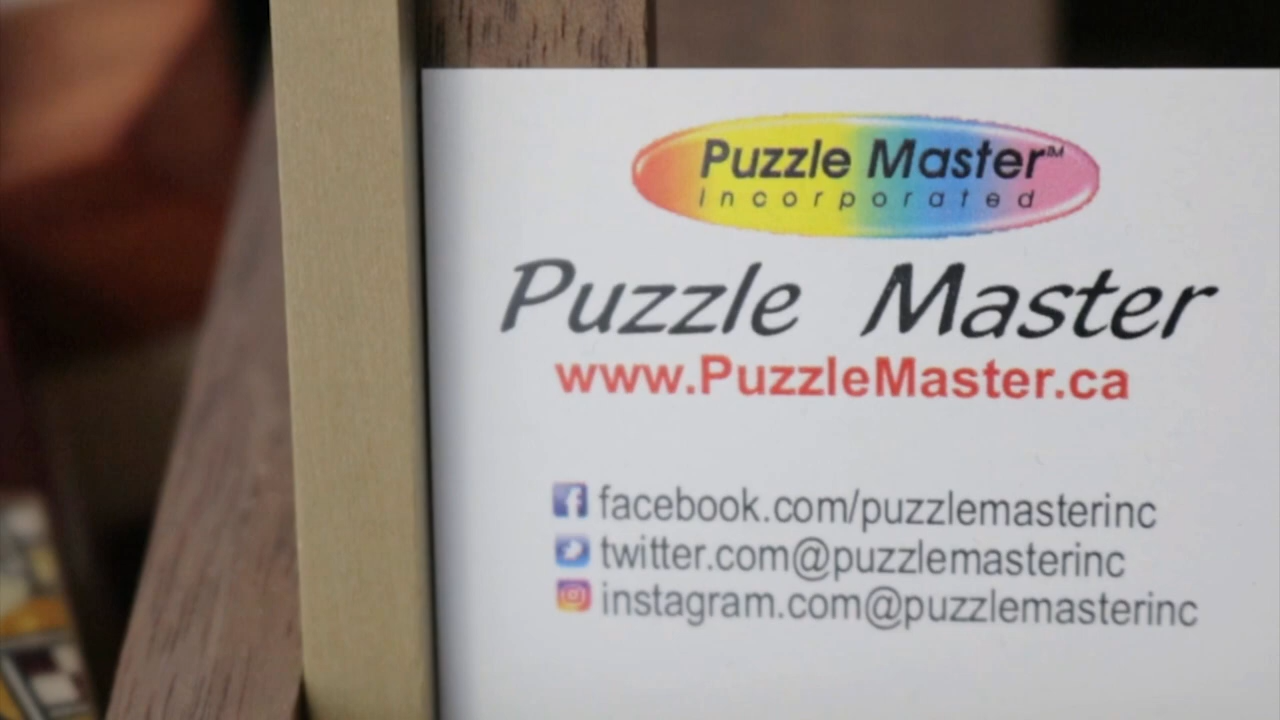 Puzzle Master™
Incorporated
Puzzle Master
www.PuzzleMaster.ca
facebook.com/puzzlemasterinc
twitter.com@puzzlemasterinc
instagram.com@puzzlemasterinc